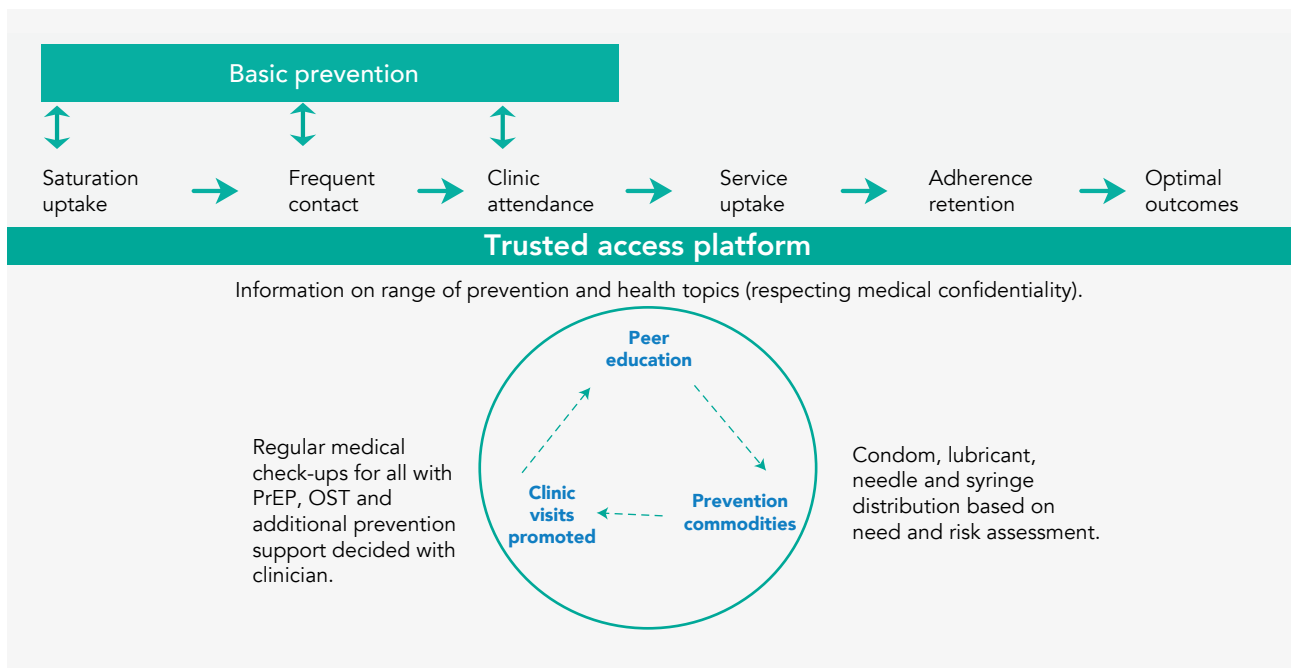 Basic prevention
Saturation
uptake
Frequent
contact
Clinic
attendance
Service
uptake
Adherence
retention
Optimal
outcomes
Trusted access platform
Information on range of prevention and health topics (respecting medical confidentiality).
Peer
education
Regular medical
check-ups for all with
PrEP, OST and
additional prevention
support decided with
clinician.
Clinic
visits
promoted
Prevention
commodities
Condom, lubricant,
needle and syringe
distribution based on
need and risk assessment.